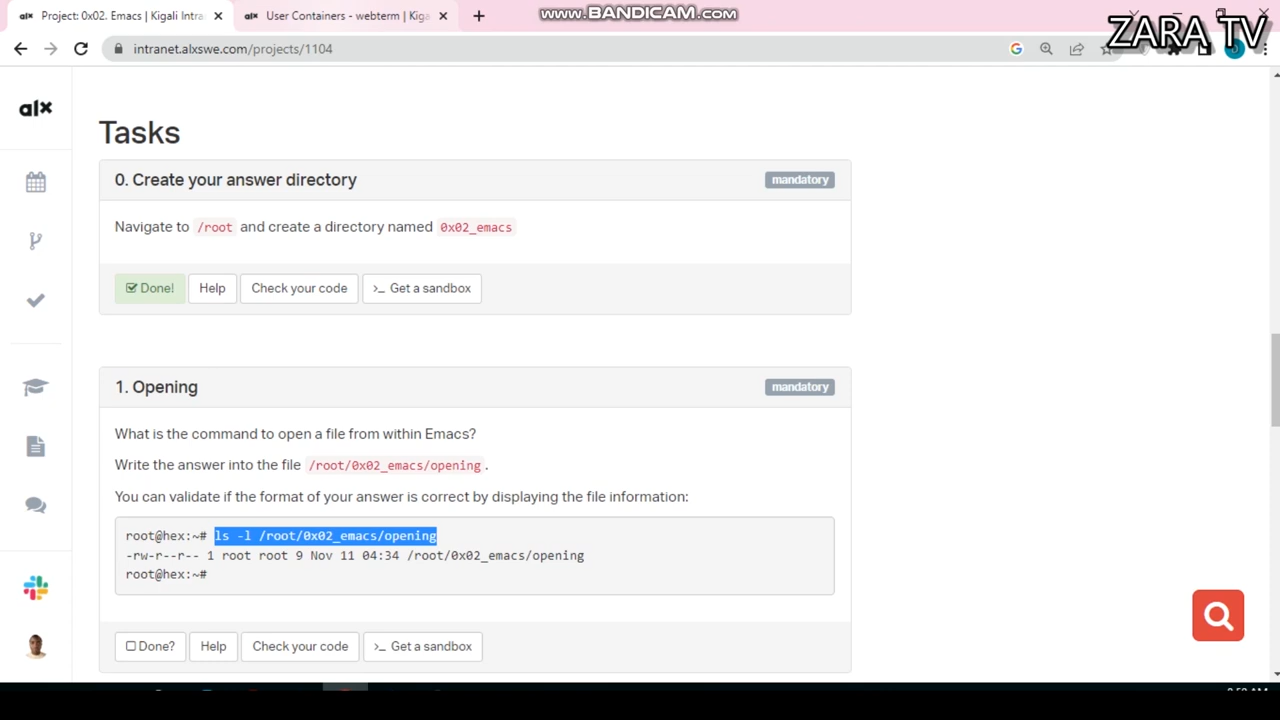 Project: 0x02. Emacs | Kigali Intra
User Containers - webterm | Kiga
www.BANDICAM.com
ZARA TV
intranet.alxswe.com/projects/1104
alx
Tasks
0. Create your answer directory
mandatory
Navigate to /root and create a directory named 0x02_emacs
Done!
Help
Check your code
>_ Get a sandbox
1. Opening
mandatory
What is the command to open a file from within Emacs?
Write the answer into the file /root/0x02_emacs/opening.
You can validate if the format of your answer is correct by displaying the file information:
root@hex:~# ls -l /root/0x02_emacs/opening
-rw-r--r-- 1 root root 9 Nov 11 04:34 /root/0x02_emacs/opening
root@hex:~#
Done?
Help
Check your code
>_ Get a sandbox